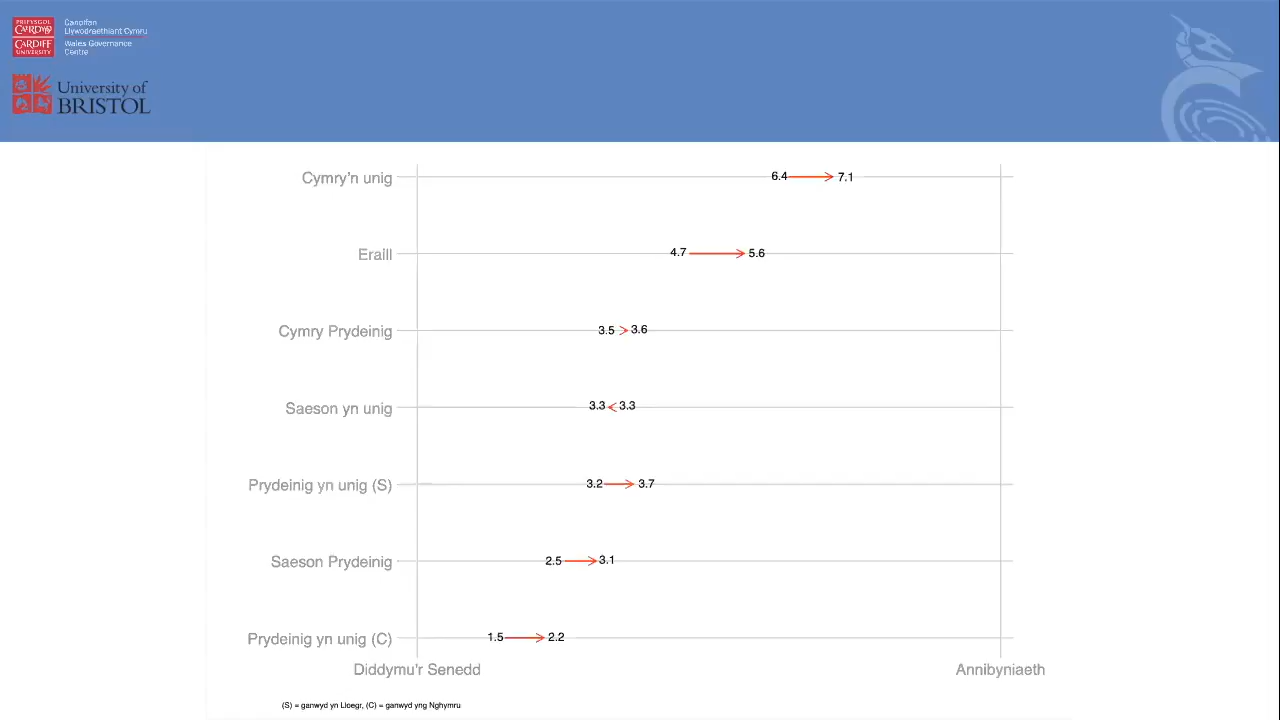 PRIFYSGOL
CAERDYDD
CARDIFF
UNIVERSITY
Canolfan
Llywodraethiant Cymru
Wales Governance
Centre
University of
BRISTOL
Cymry'n unig 6.4 7.1
Eraill 4.7 5.6
Cymry Prydeinig 3.5 3.6
Saeson yn unig 3.3 3.3
Prydeinig yn unig (S) 3.2 3.7
Saeson Prydeinig 2.5 3.1
Prydeinig yn unig (C) 1.5 2.2
Diddymu'r Senedd Annibyniaeth
(S) = ganwyd yn Lloegr, (C) = ganwyd yng Nghymru